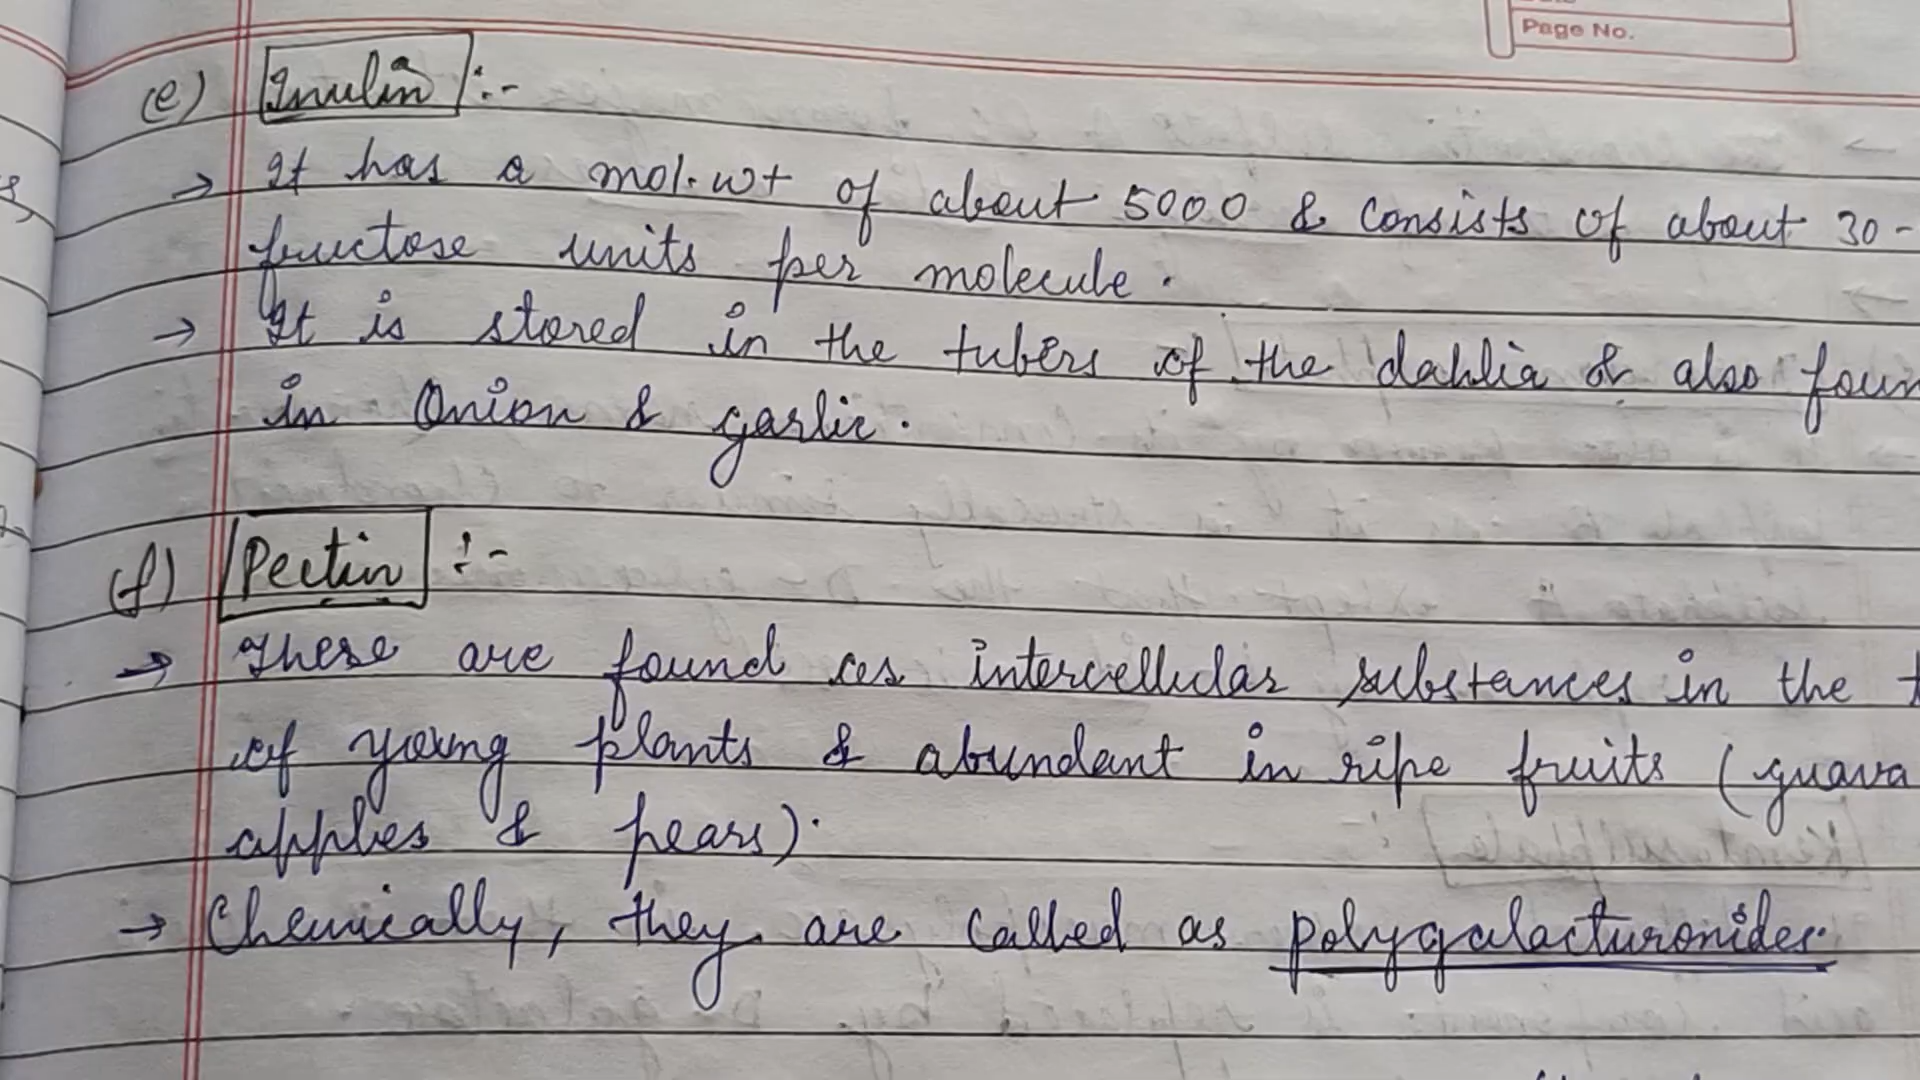 Page No.
(e) Inulin :-
→ It has a mol. wt of about 5000 & consists of about 30-
fructose units per molecule.
→ It is stored in the tubers of the dahlia & also foun
in Onion & garlic.
(f) Pectin :-
→ These are found as intercellular substances in the t
of young plants & abundant in ripe fruits (guava
apples & pears).
→ Chemically, they are called as polygalacturonides.